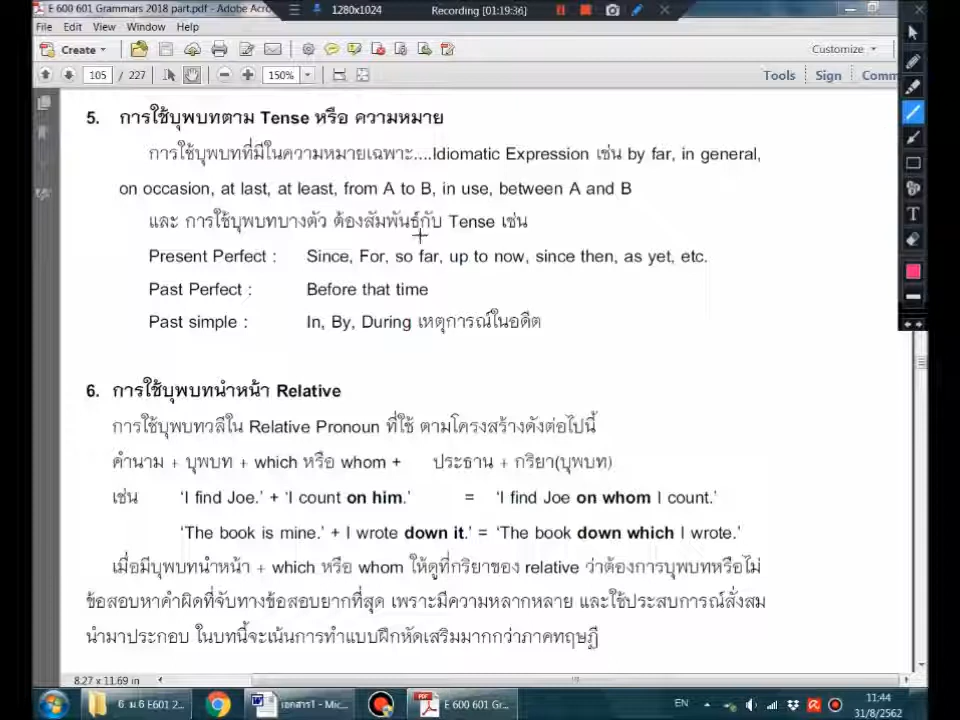 E 600 601 Grammars 2018 part.pdf - Adobe Acro
1280x1024
Recording [01:19:36]
File Edit View Window Help
Create
Customize
105 / 227
150%
Tools Sign Comm
5. การใช้บุพบทตาม Tense หรือ ความหมาย
การใช้บุพบทที่มีในความหมายเฉพาะ....Idiomatic Expression เช่น by far, in general,
on occasion, at last, at least, from A to B, in use, between A and B
และ การใช้บุพบทบางตัว ต้องสัมพันธ์กับ Tense เช่น
Present Perfect : Since, For, so far, up to now, since then, as yet, etc.
Past Perfect : Before that time
Past simple : In, By, During เหตุการณ์ในอดีต
6. การใช้บุพบทนำหน้า Relative
การใช้บุพบทวลีใน Relative Pronoun ที่ใช้ ตามโครงสร้างดังต่อไปนี้
คำนาม + บุพบท + which หรือ whom + ประธาน + กริยา(บุพบท)
เช่น 'I find Joe.' + 'I count on him.' = 'I find Joe on whom I count.'
'The book is mine.' + I wrote down it.' = 'The book down which I wrote.'
เมื่อมีบุพบทนำหน้า + which หรือ whom ให้ดูที่กริยาของ relative ว่าต้องการบุพบทหรือไม่
ข้อสอบหาคำผิดที่จับทางข้อสอบยากที่สุด เพราะมีความหลากหลาย และใช้ประสบการณ์สั่งสม
นำมาประกอบ ในบทนี้จะเน้นการทำแบบฝึกหัดเสริมมากกว่าภาคทฤษฎี
8.27 x 11.69 in
6 ม.6 E601 2... เอกสาร1 - Mic... E 600 601 Gr...
EN
11:44
31/8/2562